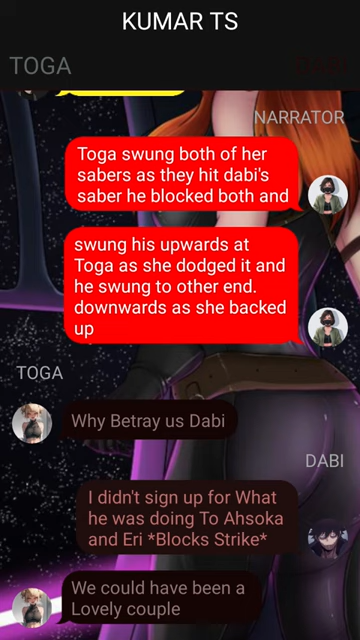 KUMAR TS
TOGA
NARRATOR
Toga swung both of her
sabers as they hit dabi's
saber he blocked both and
swung his upwards at
Toga as she dodged it and
he swung to other end.
downwards as she backed
up
TOGA
Why Betray us Dabi
DABI
I didn't sign up for What
he was doing To Ahsoka
and Eri *Blocks Strike*
We could have been a
Lovely couple